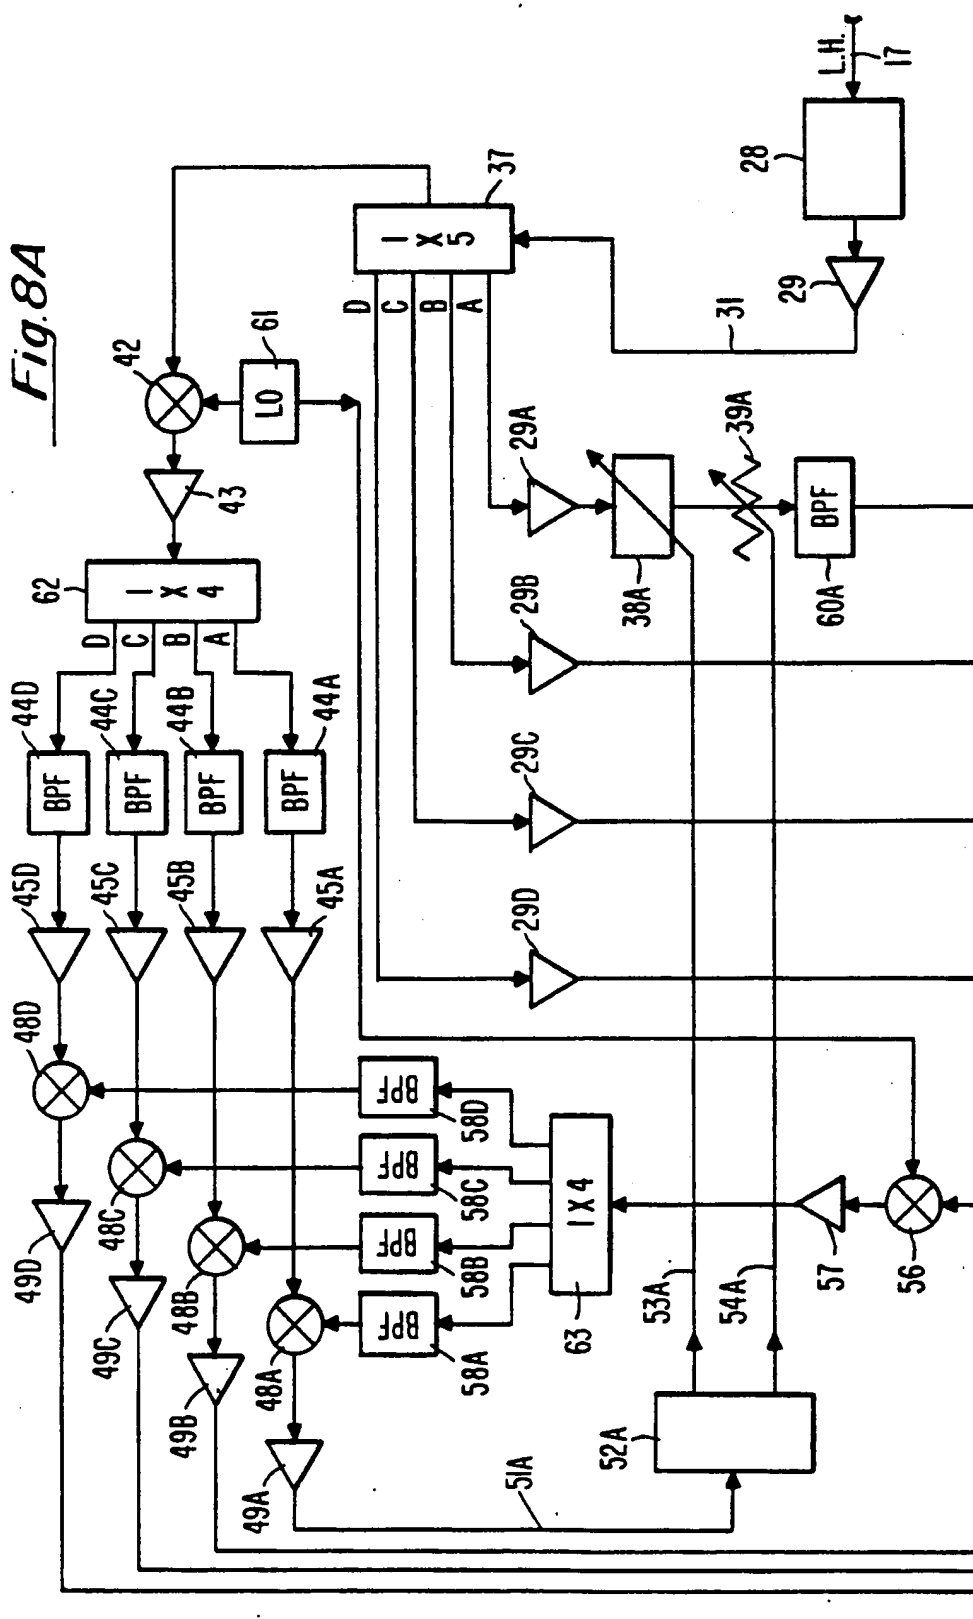 Fig. 8A
L.H.
17
28
29
31
37
1 X 5
D
C
B
A
42
LO
61
43
62
1 X 4
D
C
B
A
44D
BPF
44C
BPF
44B
BPF
44A
BPF
45D
45C
45B
45A
29A
38A
39A
BPF
60A
29B
29C
29D
48D
48C
48B
48A
BPF
58D
BPF
58C
BPF
58B
BPF
58A
1 X 4
63
49D
49C
49B
49A
51A
52A
53A
54A
57
56